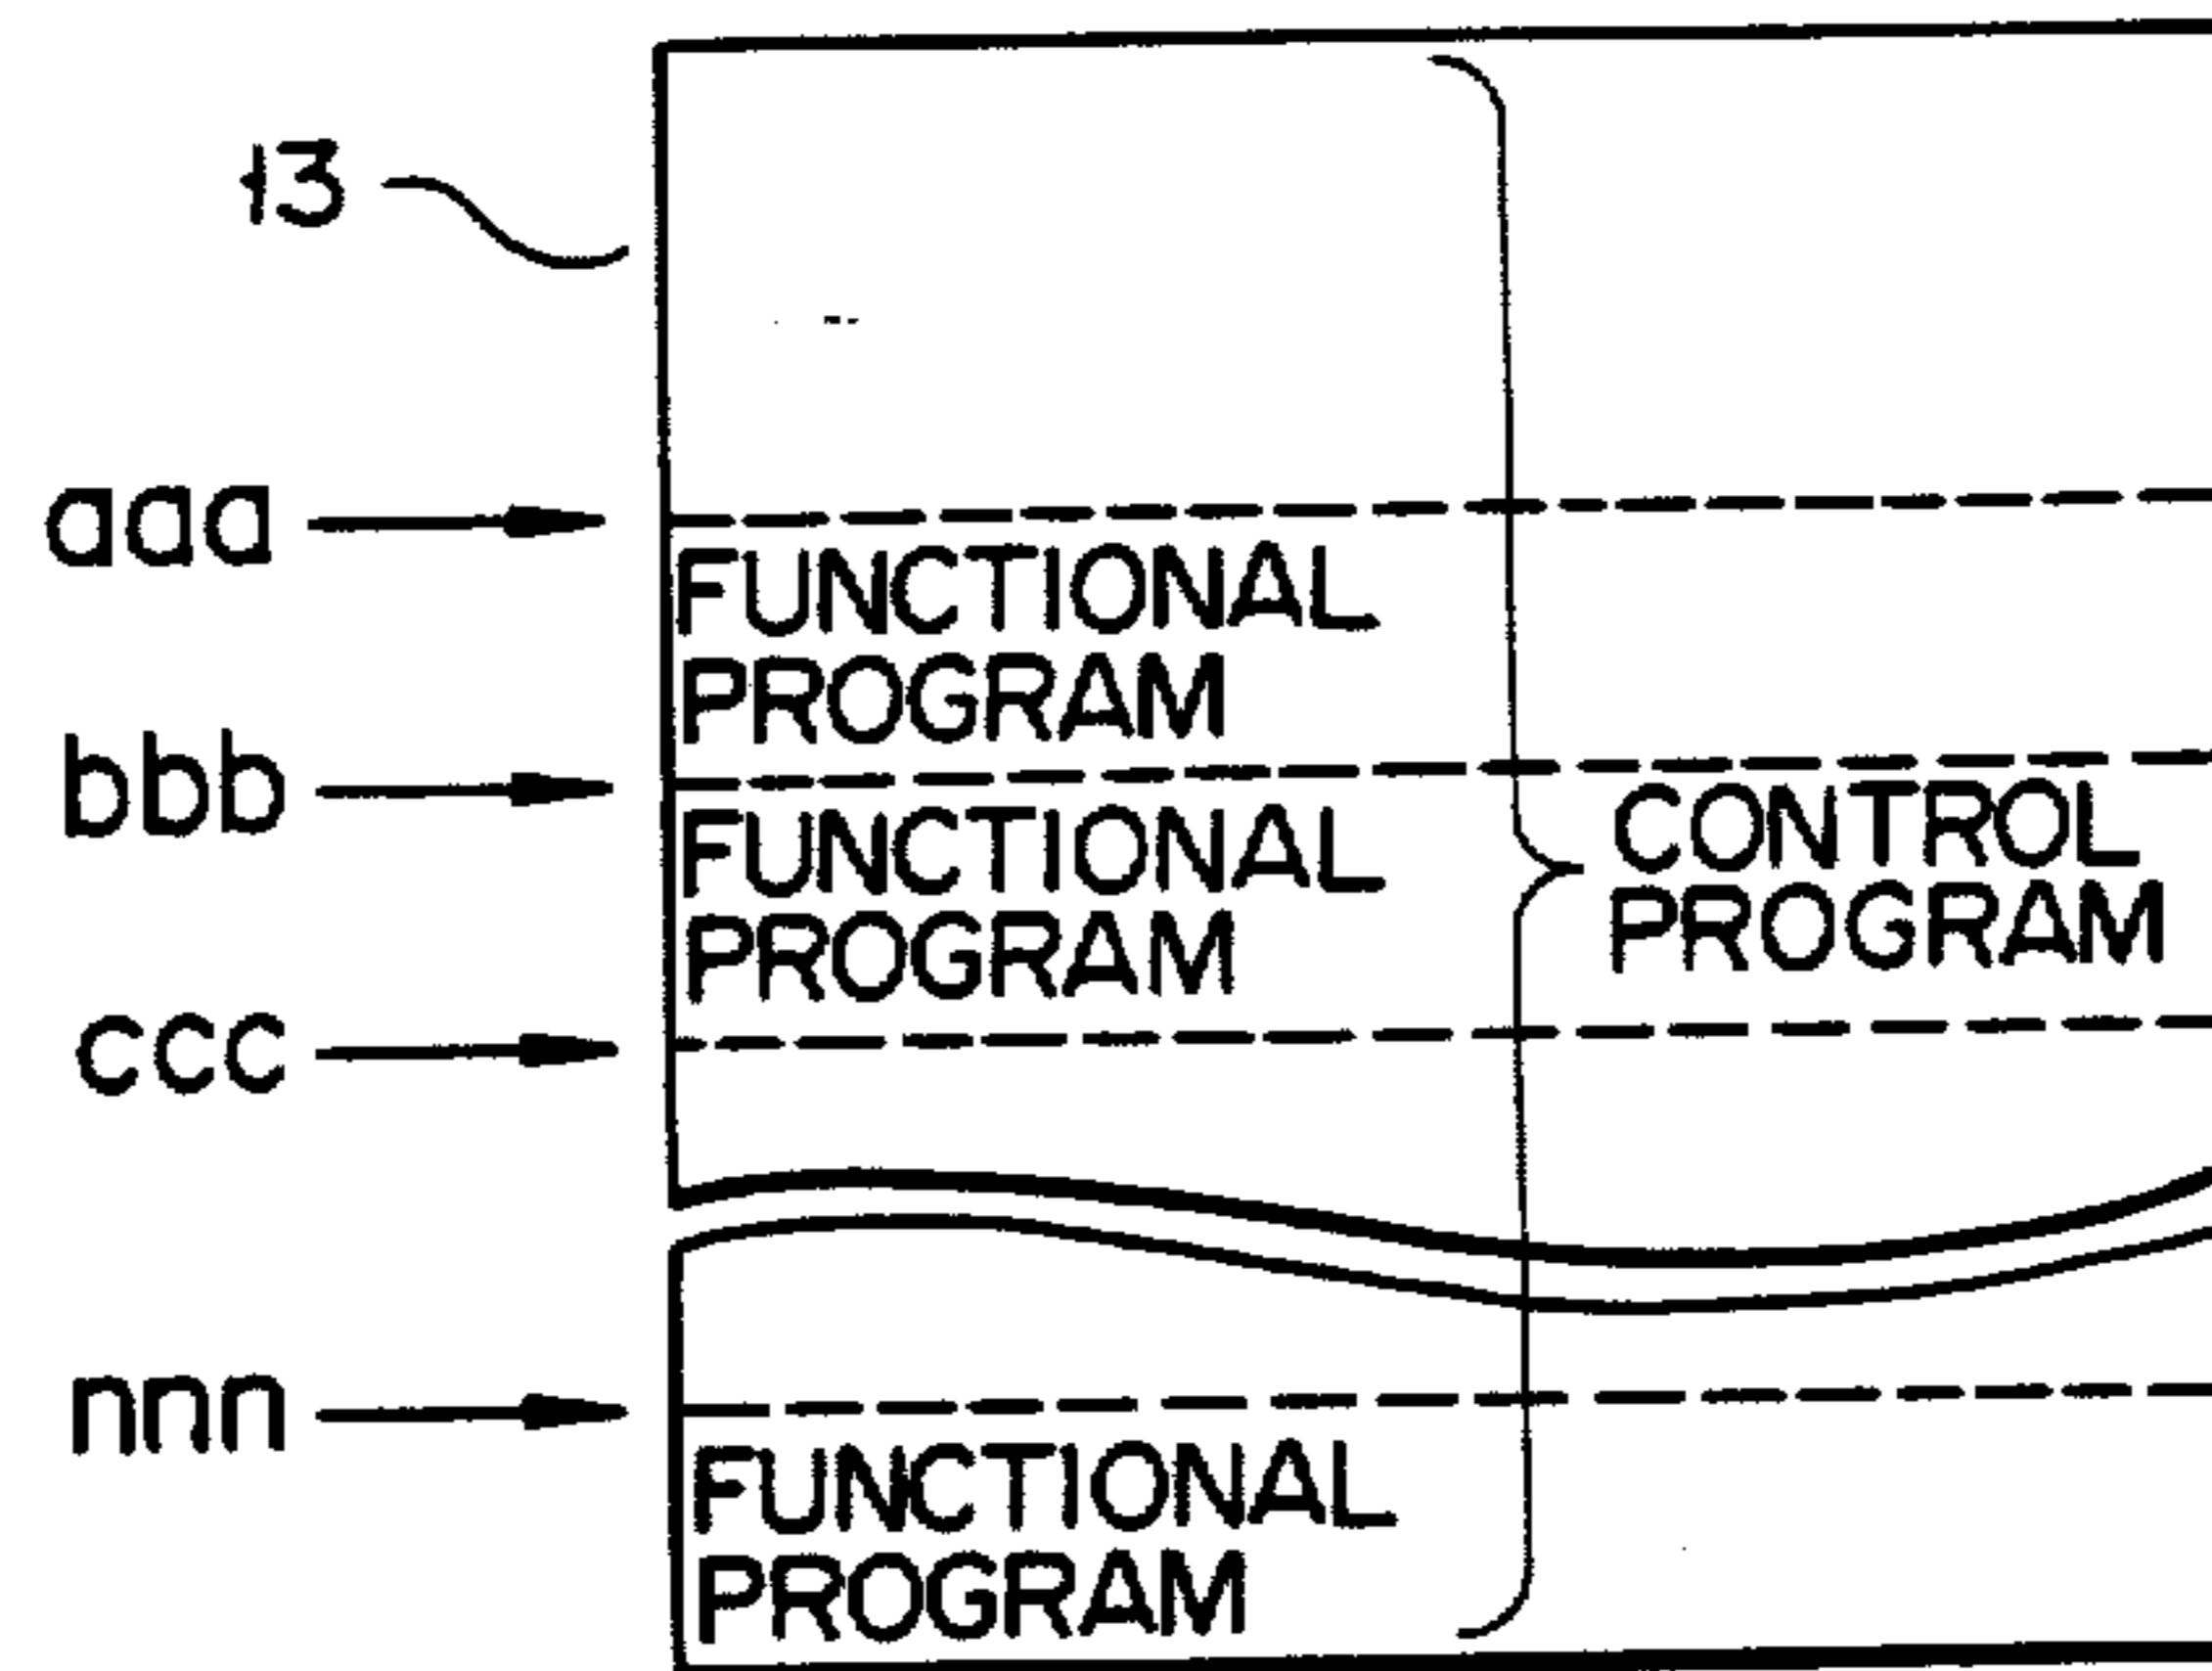 13
aaa
FUNCTIONAL
PROGRAM
bbb
FUNCTIONAL
PROGRAM
CONTROL
PROGRAM
ccc
nnn
FUNCTIONAL
PROGRAM